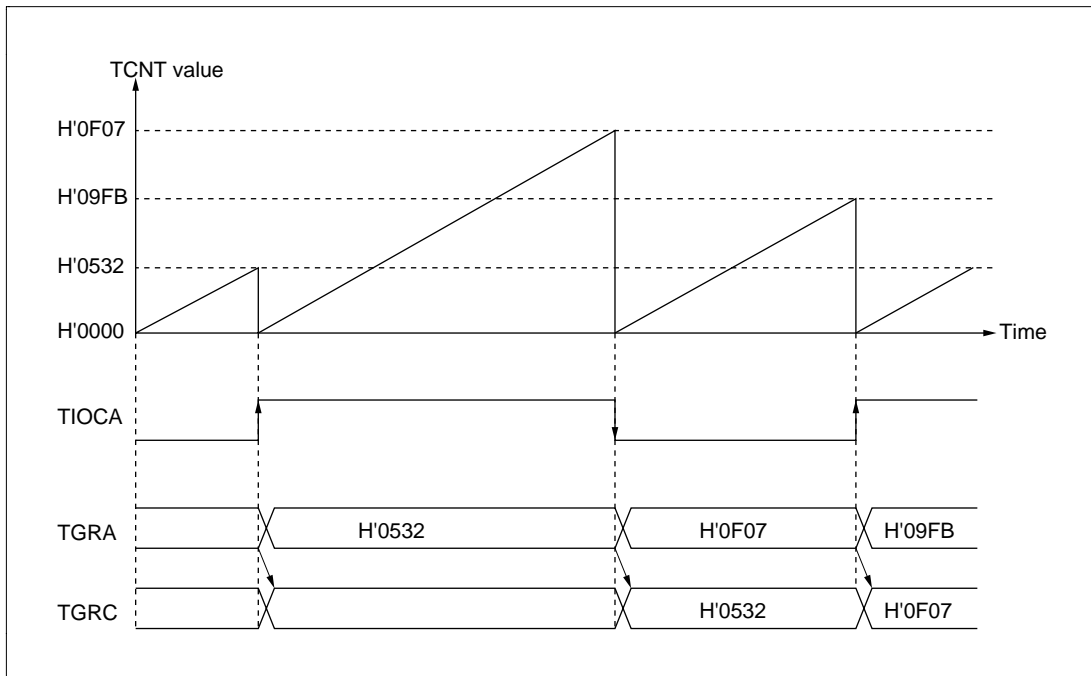 TCNT value
H'0F07
H'09FB
H'0532
H'0000
Time
TIOCA
TGRA
H'0532
H'0F07
H'09FB
TGRC
H'0532
H'0F07